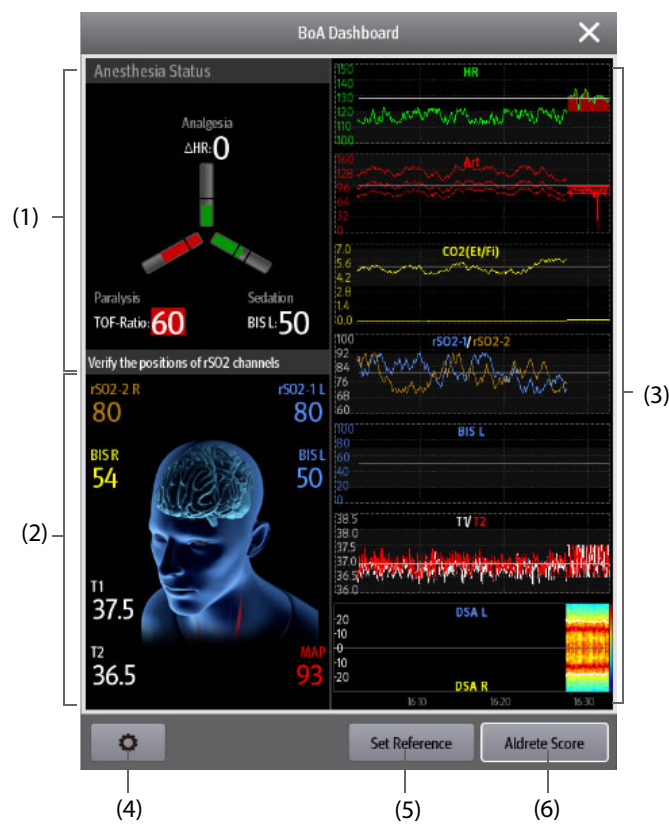 BoA Dashboard
Anesthesia Status
Analgesia
ΔHR: 0
Paralysis
TOF-Ratio: 60
Sedation
BIS L: 50
Verify the positions of rSO2 channels
rSO2-2 R
80
rSO2-1 L
80
BIS R
54
BIS L
50
T1
37.5
T2
36.5
MAP
93
HR
150
140
130
120
110
100
Art
160
128
96
64
32
0
CO2(Et/Fi)
7.0
5.6
4.2
2.8
1.4
0.0
rSO2-1/rSO2-2
100
92
84
76
68
60
BIS L
100
80
60
40
20
0
T1/T2
38.5
38.0
37.5
37.0
36.5
36.0
DSA L
20
10
0
10
20
DSA R
16:10
16:20
16:30
Set Reference
Aldrete Score
(1)
(2)
(3)
(4)
(5)
(6)